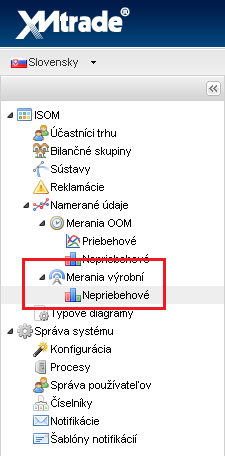 XMtrade®
Slovensky
ISOM
Účastníci trhu
Bilančné skupiny
Sústavy
Reklamácie
Namerané údaje
Merania OOM
Priebehové
Nepriebehové
Merania výrobní
Nepriebehové
Typové diagramy
Správa systému
Konfigurácia
Procesy
Správa používateľov
Číselníky
Notifikácie
Šablóny notifikácií